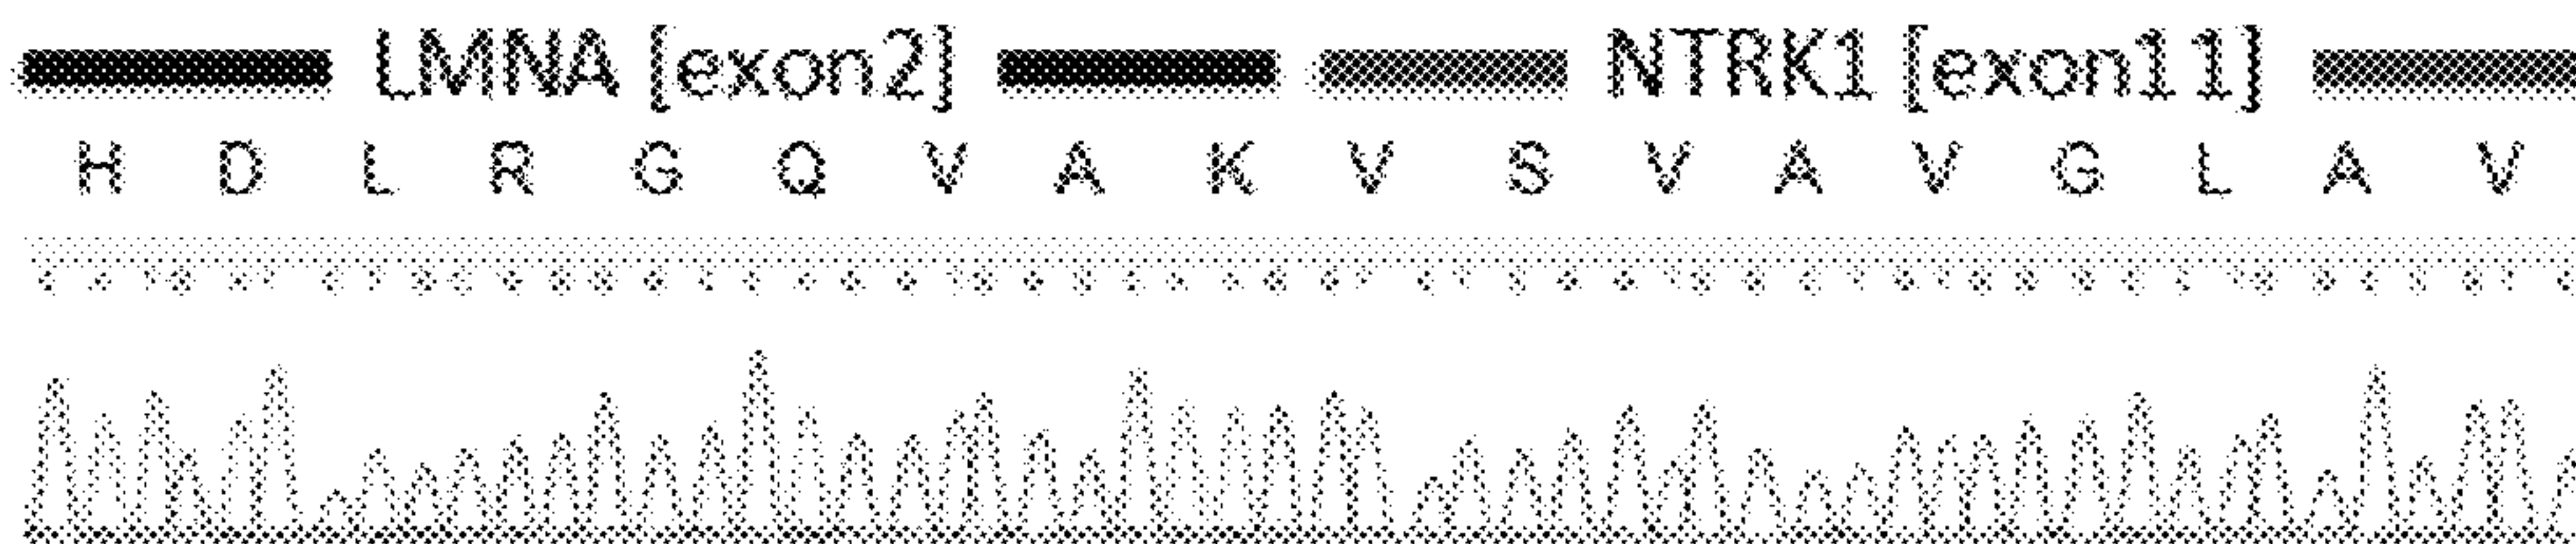 LMNA [exon2] NTRK1 [exon11]
H D L R G Q V A K V S V A V G L A V